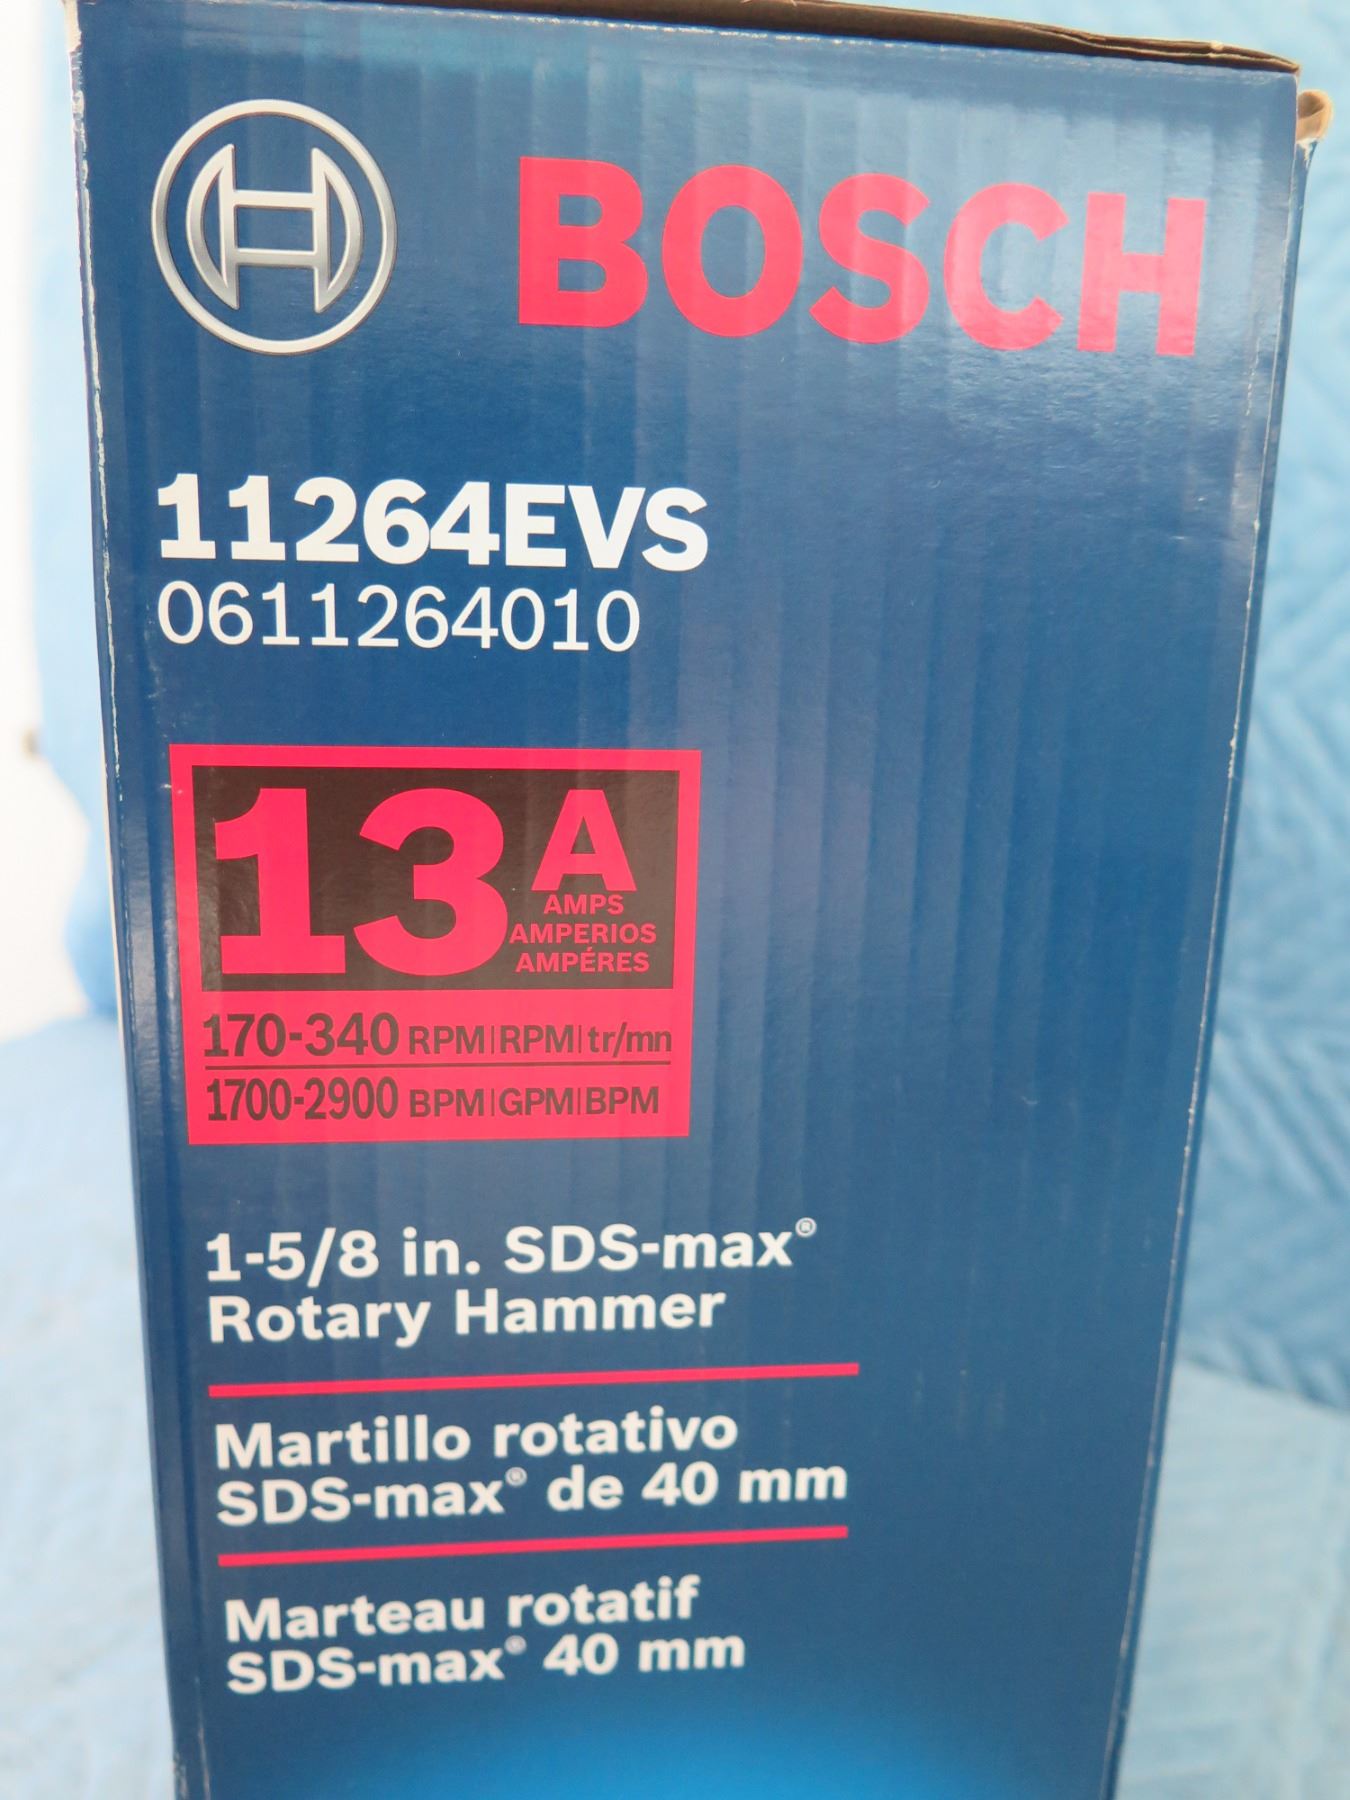 BOSCH
11264EVS
0611264010
13 A
AMPS
AMPERIOS
AMPÉRES
170-340 RPM|RPM|tr/mn
1700-2900 BPM|GPM|BPM
1-5/8 in. SDS-max®
Rotary Hammer
Martillo rotativo
SDS-max® de 40 mm
Marteau rotatif
SDS-max® 40 mm